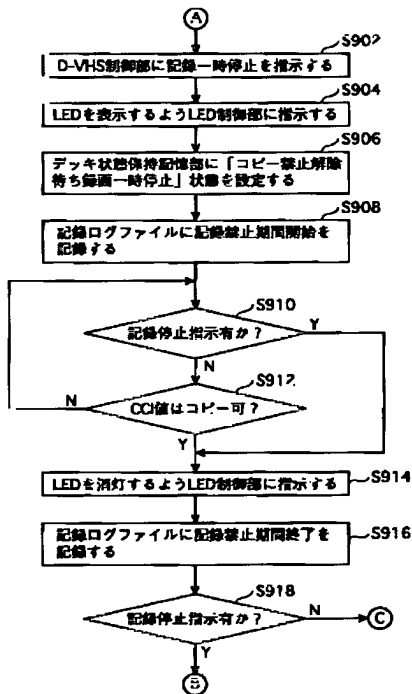 A
S902
D-VHS制御部に記録一時停止を指示する
S904
LEDを表示するようLED制御部に指示する
S906
デッキ状態保持記憶部に「コピー禁止解除
待ち録画一時停止」状態を設定する
S908
記録ログファイルに記録禁止期間開始を
記録する
S910
記録停止指示有か？
Y
N
S912
CCI値はコピー可？
N
Y
LEDを消灯するようLED制御部に指示する
S914
記録ログファイルに記録禁止期間終了を
記録する
S916
S918
記録停止指示有か？
N
C
Y
B